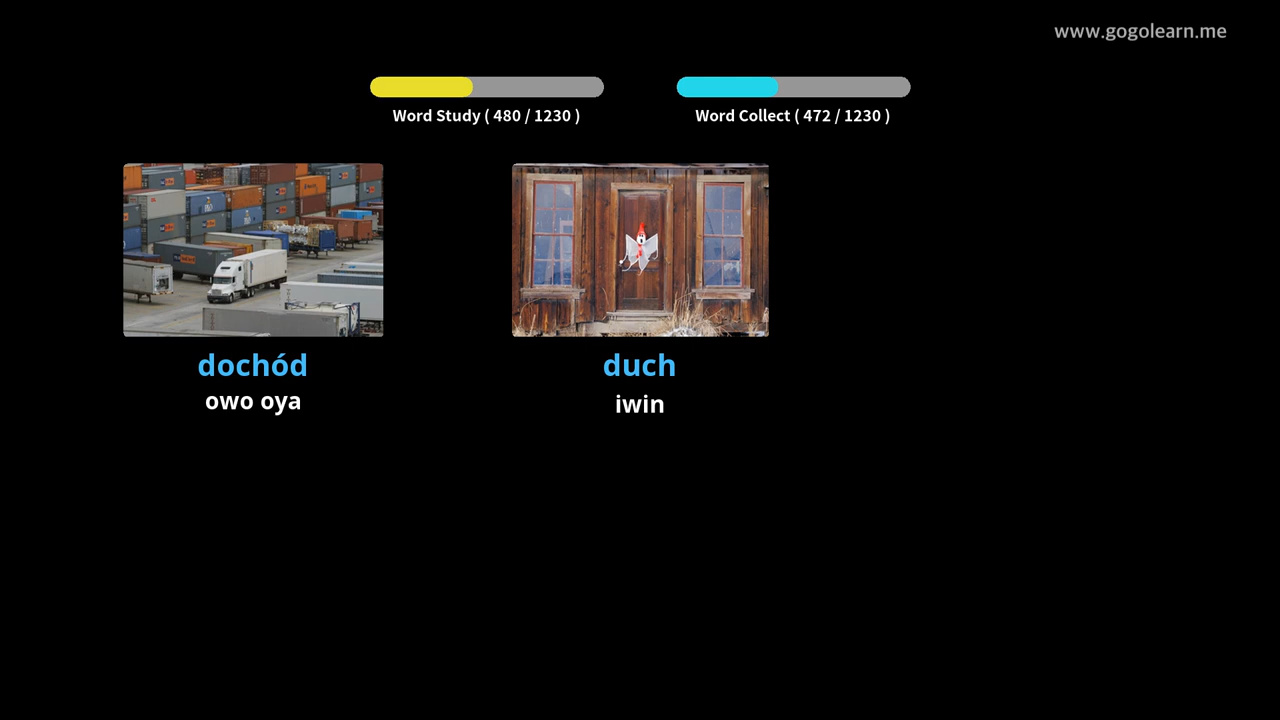 www.gogolearn.me
Word Study ( 480 / 1230 )
Word Collect ( 472 / 1230 )
dochód
owo oya
duch
iwin